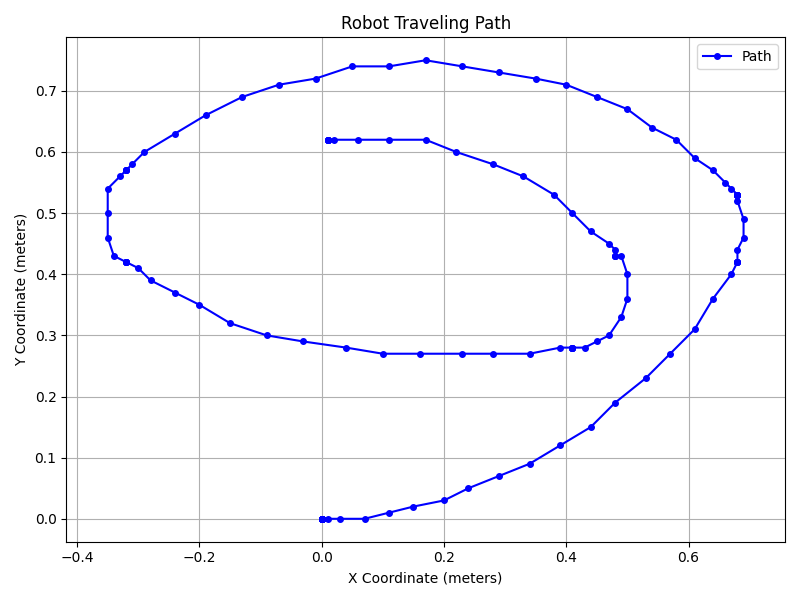 Robot Traveling Path
Path
Y Coordinate (meters)
0.7
0.6
0.5
0.4
0.3
0.2
0.1
0.0
−0.4 −0.2 0.0 0.2 0.4 0.6
X Coordinate (meters)